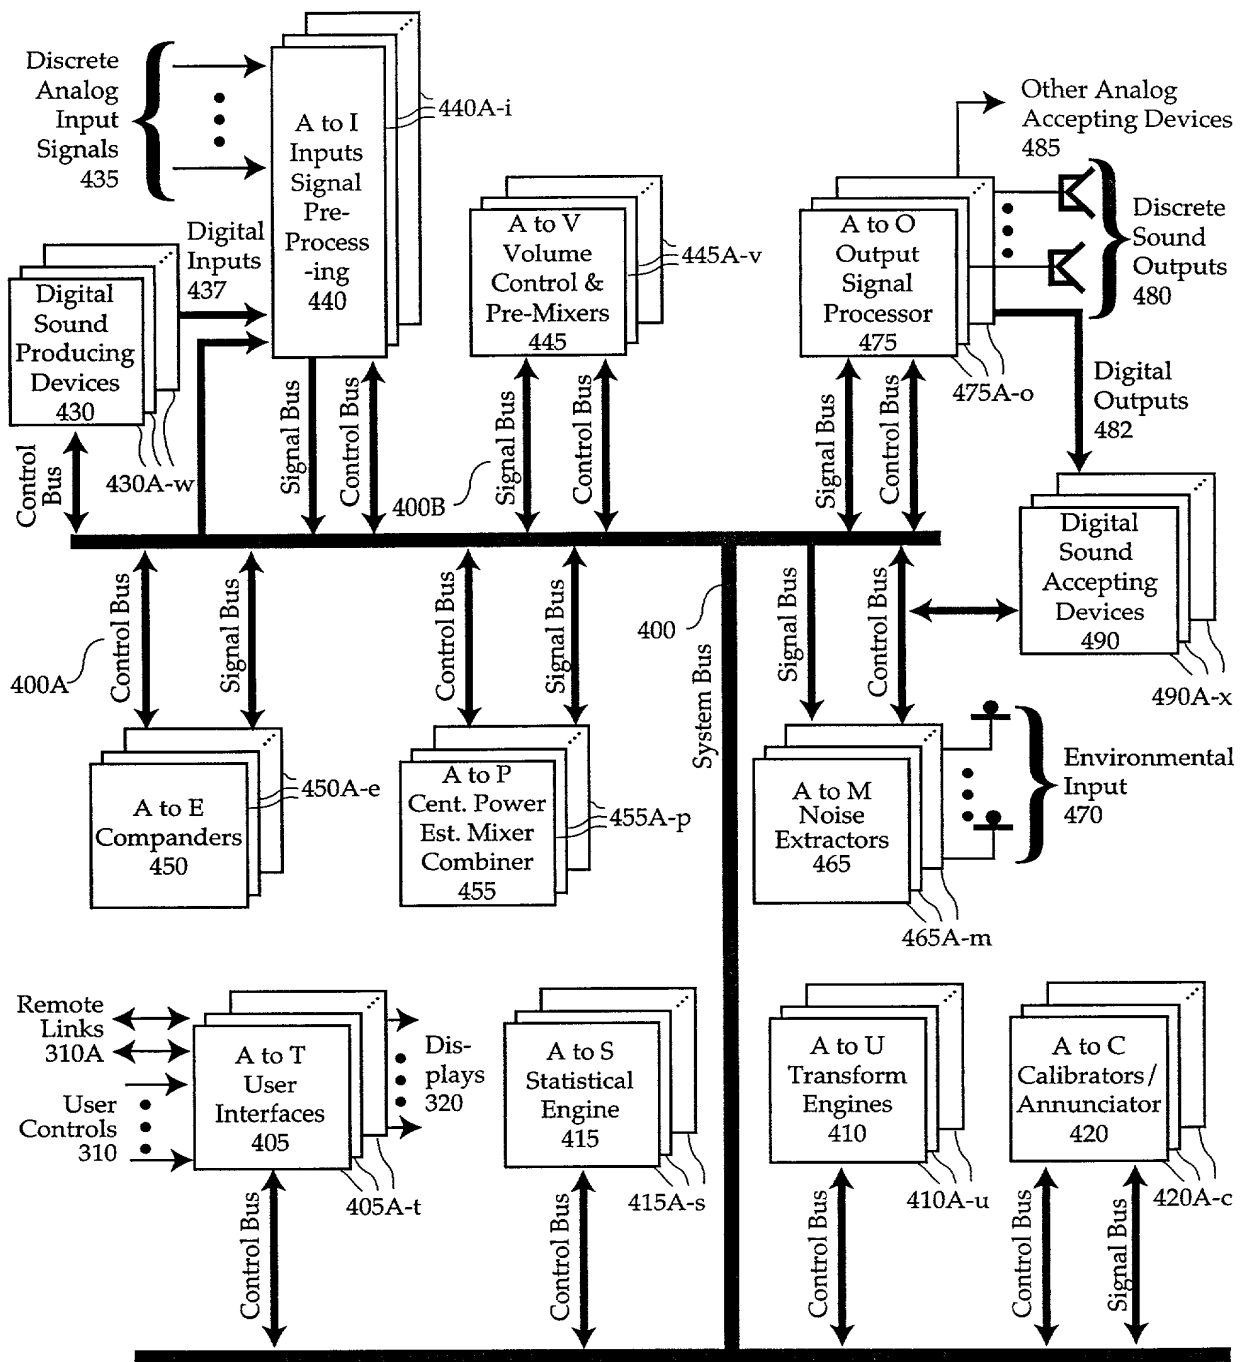 Discrete
Analog
Input
Signals
435
A to I
Inputs
Signal
Pre-
Process
-ing
440
440A-i
Digital
Inputs
437
Digital
Sound
Producing
Devices
430
430A-w
Control
Bus
Signal Bus
Control Bus
A to V
Volume
Control &
Pre-Mixers
445
445A-v
400B
Signal Bus
Control Bus
A to O
Output
Signal
Processor
475
475A-o
Signal Bus
Control Bus
Other Analog
Accepting Devices
485
Discrete
Sound
Outputs
480
Digital
Outputs
482
Digital
Sound
Accepting
Devices
490
490A-x
400A
Control Bus
Signal Bus
A to E
Companders
450
450A-e
Control Bus
Signal Bus
A to P
Cent. Power
Est. Mixer
Combiner
455
455A-p
400
System Bus
Signal Bus
Control Bus
A to M
Noise
Extractors
465
465A-m
Environmental
Input
470
Remote
Links
310A
User
Controls
310
A to T
User
Interfaces
405
405A-t
Dis-
plays
320
Control Bus
A to S
Statistical
Engine
415
415A-s
Control Bus
A to U
Transform
Engines
410
410A-u
Control Bus
A to C
Calibrators/
Annunciator
420
420A-c
Control Bus
Signal Bus